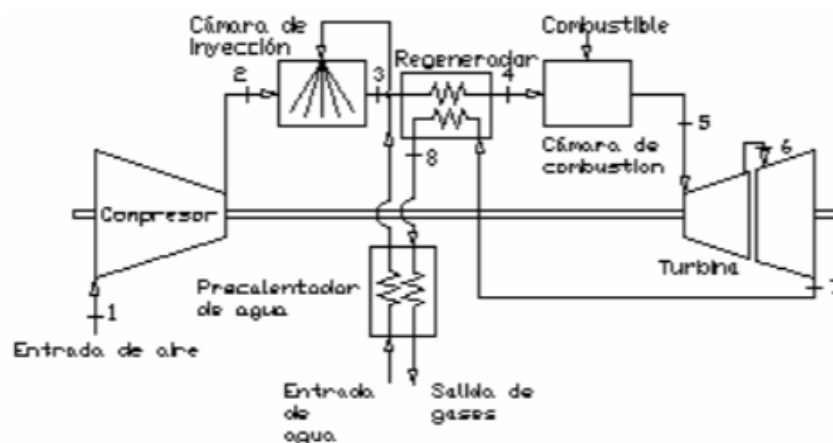 Cámara de
inyección
Combustible
Regenerador
2
3
4
5
Cámara de
combustion
6
8
Compresor
Turbina
7
Precalentador
de agua
1
Entrada de aire
Entrada
de
agua
Salida de
gases